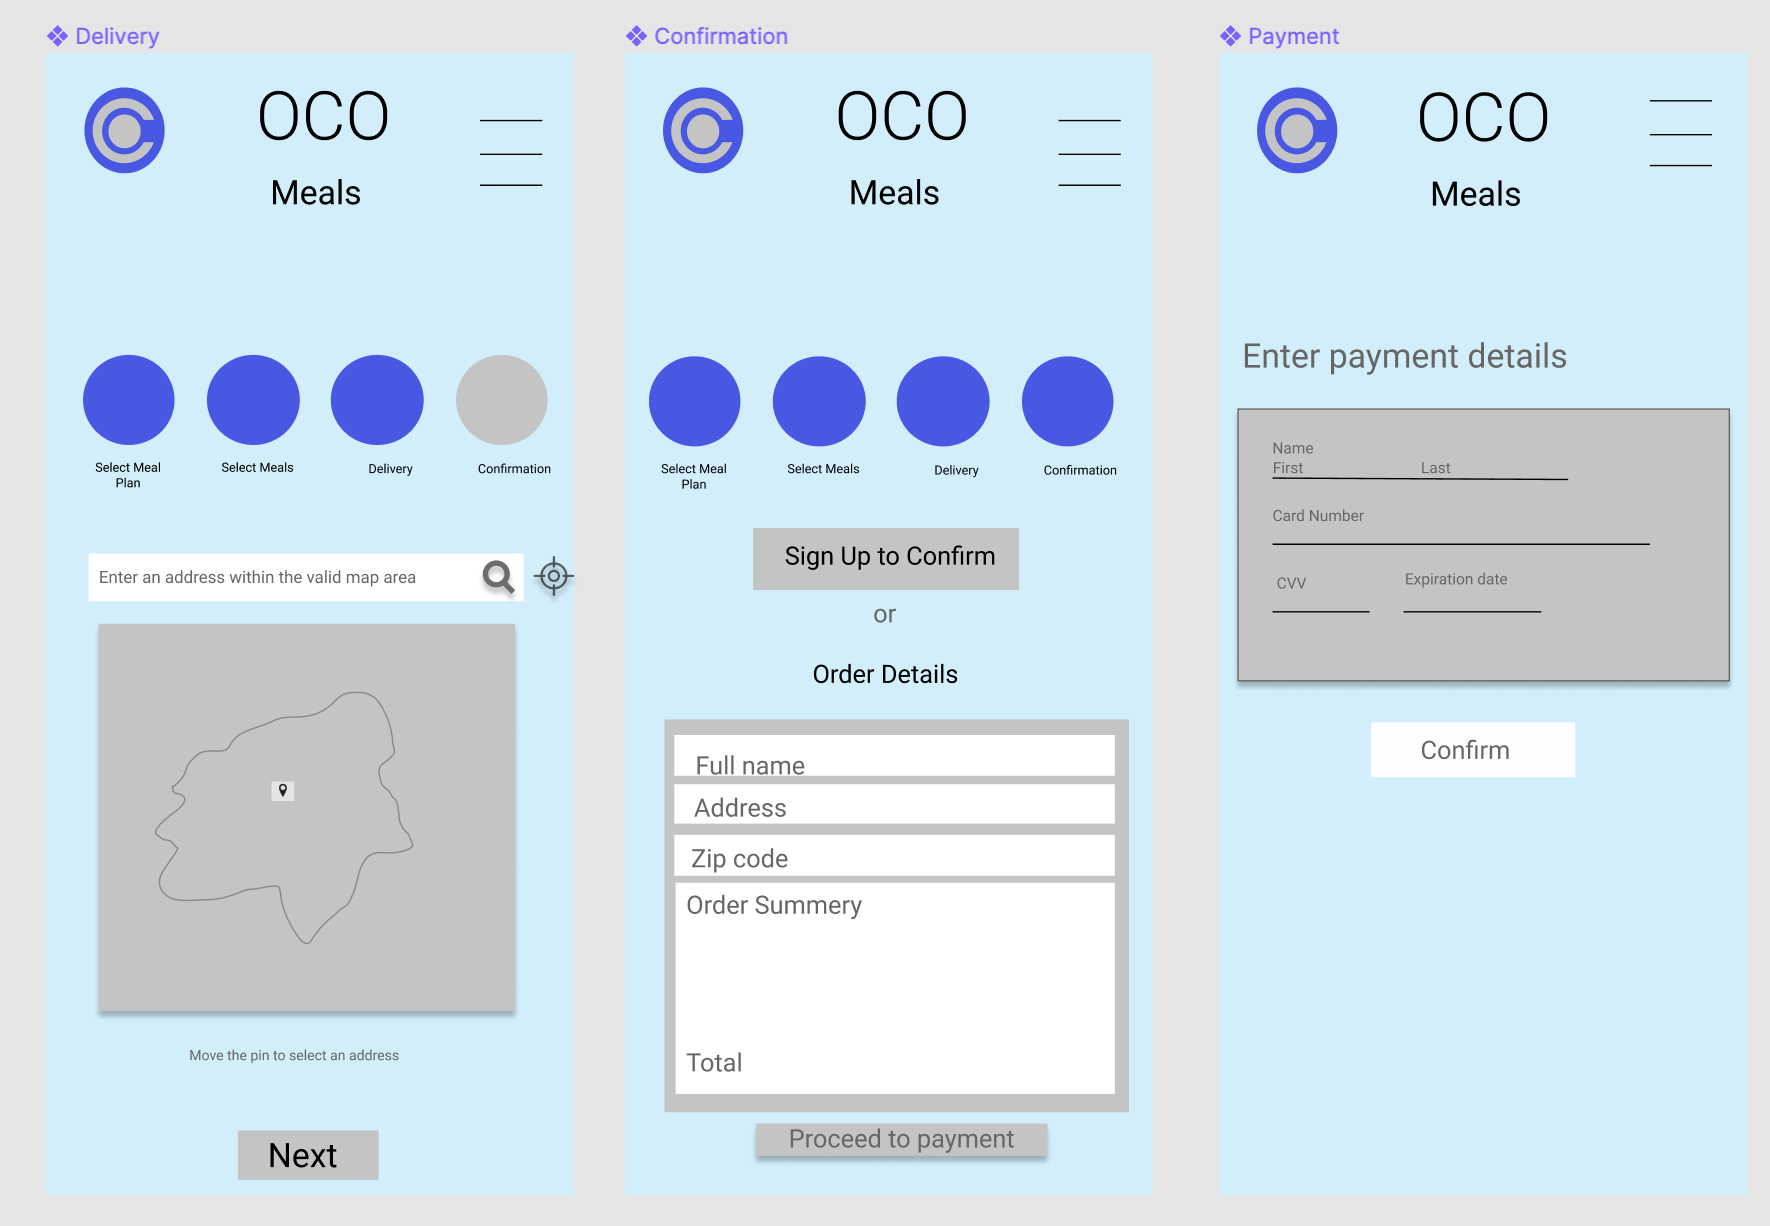 Delivery
OCO
Meals
Select Meal
Plan
Select Meals
Delivery
Confirmation
Enter an address within the valid map area
Move the pin to select an address
Next
Confirmation
OCO
Meals
Select Meal
Plan
Select Meals
Delivery
Confirmation
Sign Up to Confirm
or
Order Details
Full name
Address
Zip code
Order Summery
Total
Proceed to payment
Payment
OCO
Meals
Enter payment details
Name
First Last
Card Number
CVV Expiration date
Confirm